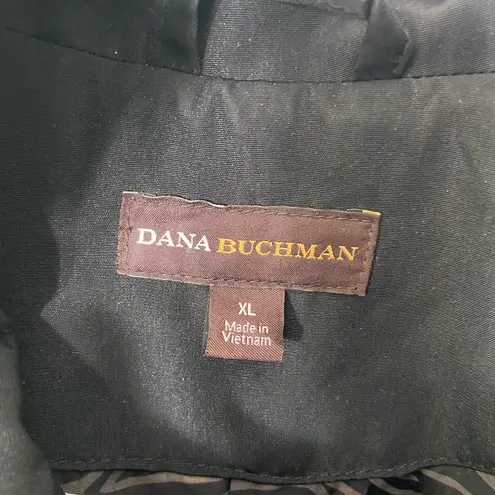 DANA BUCHMAN
XL
Made in
Vietnam